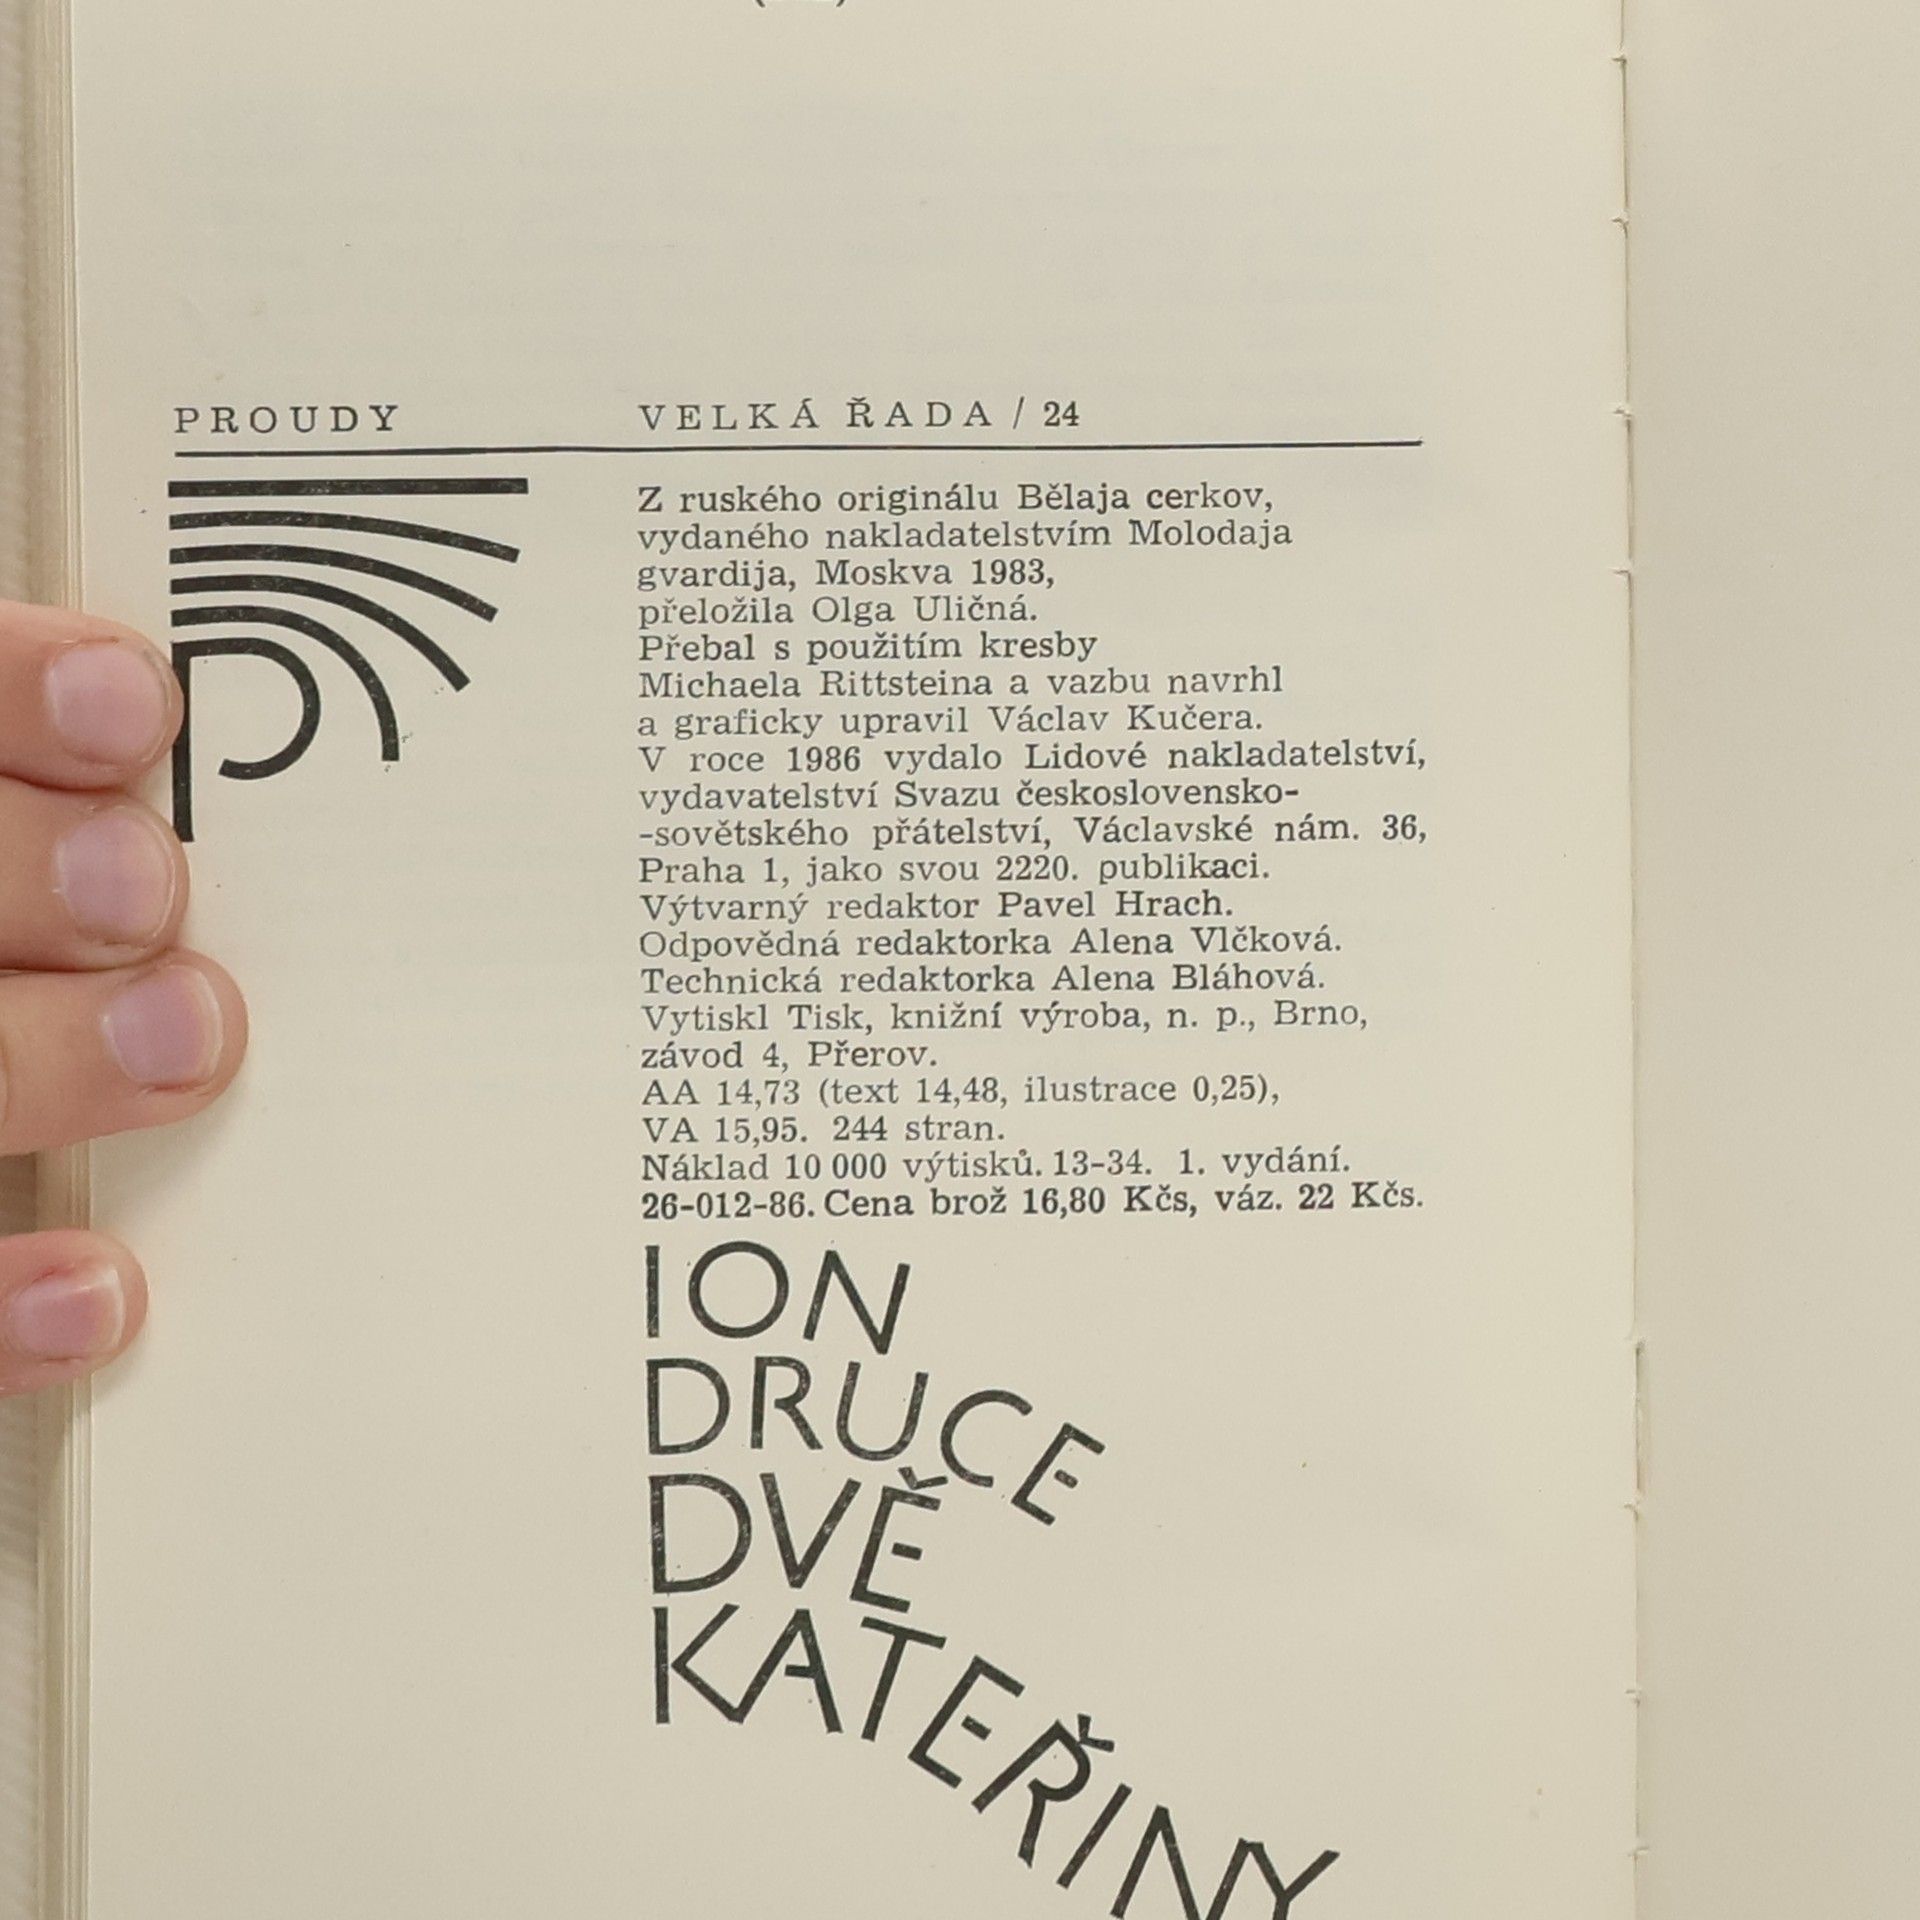 PROUDY VELKÁ ŘADA / 24
Z ruského originálu Bělaja cerkov,
vydaného nakladatelstvím Molodaja
gvardija, Moskva 1983,
přeložila Olga Uličná.
Přebal s použitím kresby
Michaela Rittsteina a vazbu navrhl
a graficky upravil Václav Kučera.
V roce 1986 vydalo Lidové nakladatelství,
vydavatelství Svazu československo-
-sovětského přátelství, Václavské nám. 36,
Praha 1, jako svou 2220. publikaci.
Výtvarný redaktor Pavel Hrach.
Odpovědná redaktorka Alena Vlčková.
Technická redaktorka Alena Bláhová.
Vytiskl Tisk, knižní výroba, n. p., Brno,
závod 4, Přerov.
AA 14,73 (text 14,48, ilustrace 0,25),
VA 15,95. 244 stran.
Náklad 10 000 výtisků. 13-34. 1. vydání.
26-012-86. Cena brož 16,80 Kčs, váz. 22 Kčs.
ION
DRUCE
DVĚ
KATEŘINY